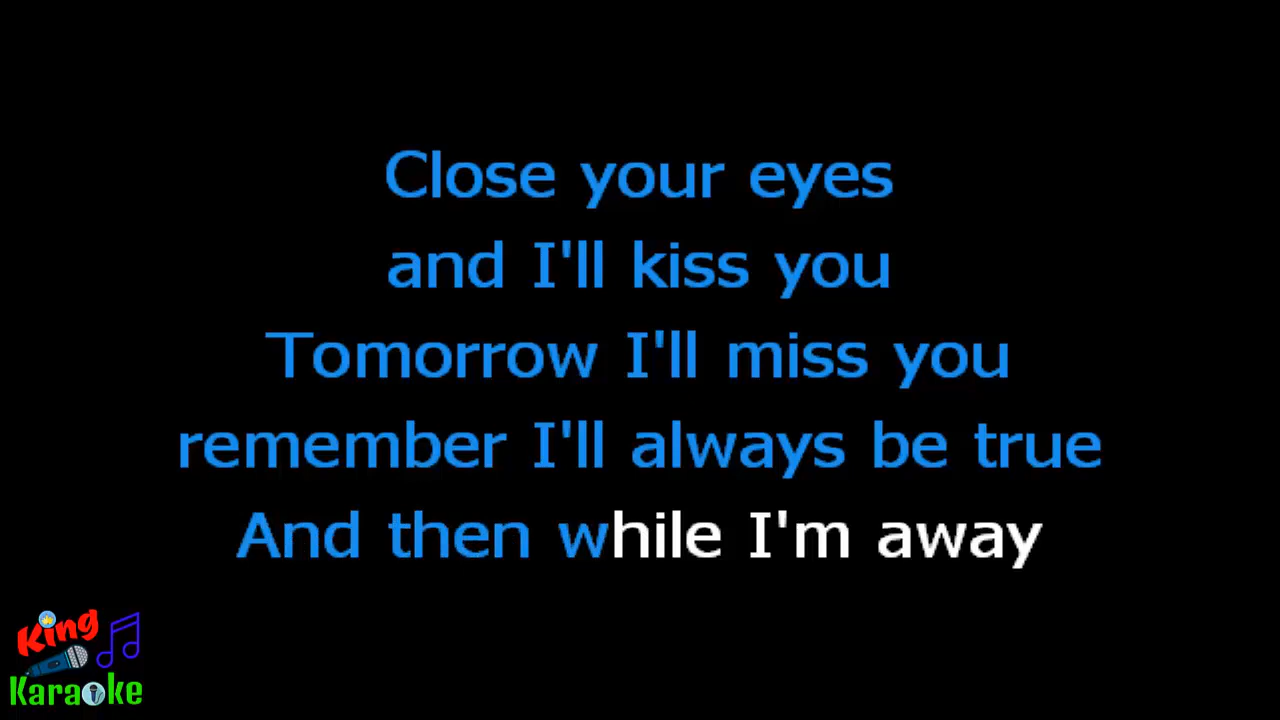 Close your eyes
and I'll kiss you
Tomorrow I'll miss you
remember I'll always be true
And then while I'm away
King
Karaoke